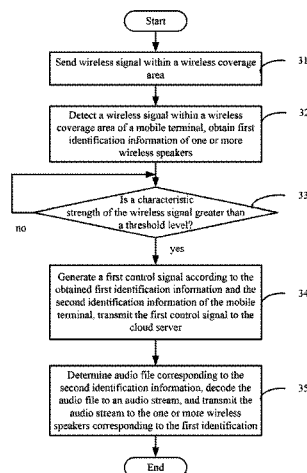 Start
Send wireless signal within a wireless coverage
area
31
Detect a wireless signal within a wireless
coverage area of a mobile terminal, obtain first
identification information of one or more
wireless speakers
32
Is a characteristic
strength of the wireless signal greater than
a threshold level?
33
no
yes
Generate a first control signal according to the
obtained first identification information and the
second identification information of the mobile
terminal, transmit the first control signal to the
cloud server
34
Determine audio file corresponding to the
second identification information, decode the
audio file to an audio stream, and transmit the
audio stream to the one or more wireless
speakers corresponding to the first identification
35
End